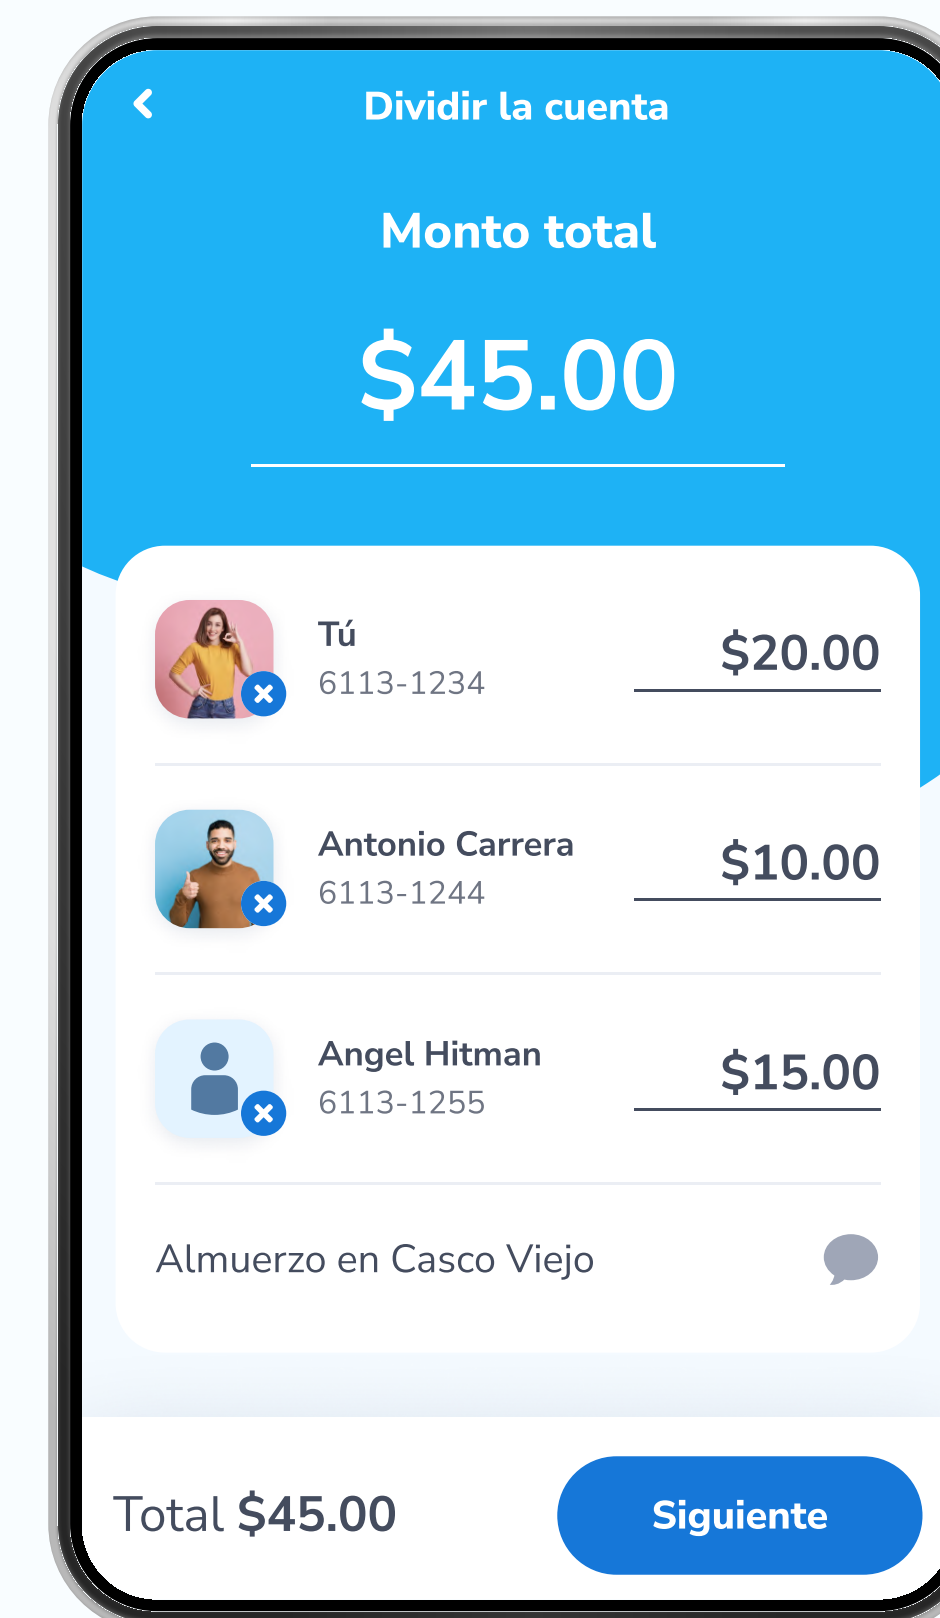 Dividir la cuenta
Monto total
$45.00
Tú
6113-1234
$20.00
Antonio Carrera
6113-1244
$10.00
Angel Hitman
6113-1255
$15.00
Almuerzo en Casco Viejo
Total $45.00
Siguiente